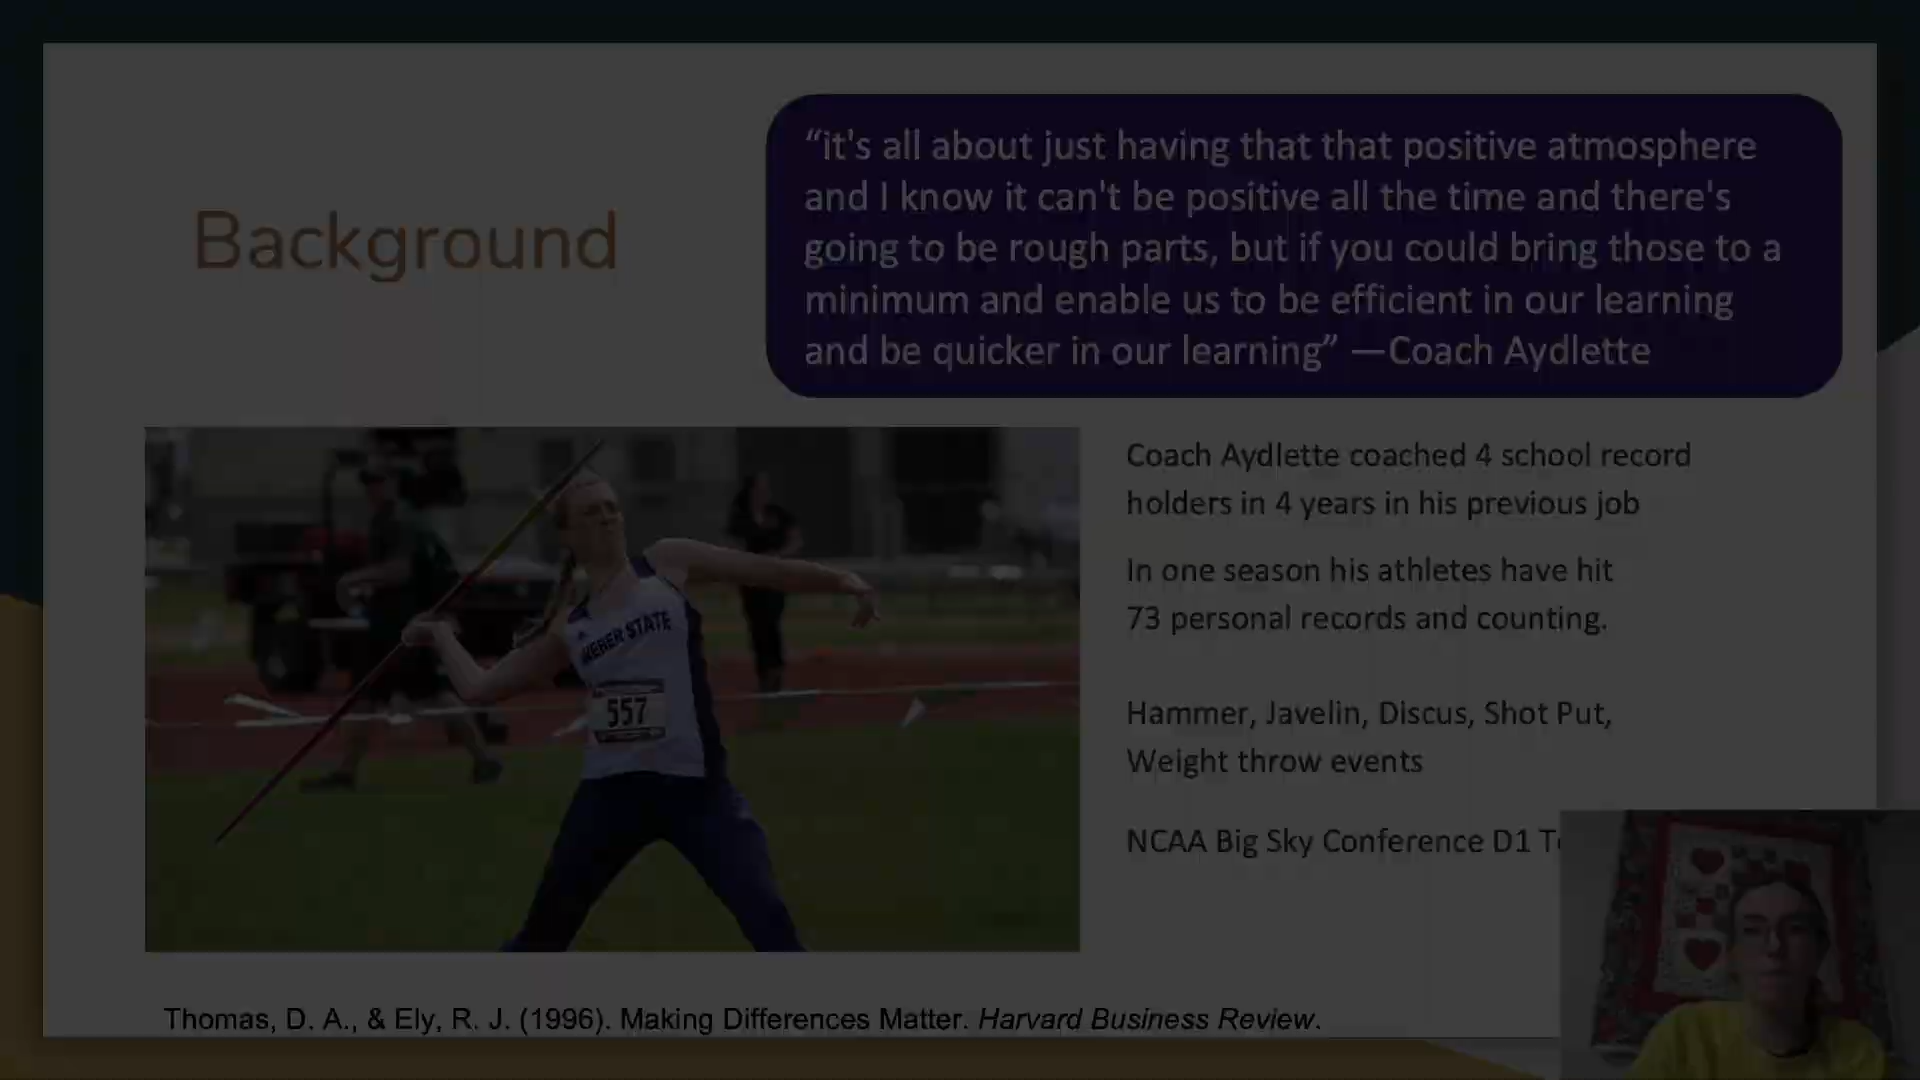 Background
“it's all about just having that that positive atmosphere
and I know it can't be positive all the time and there's
going to be rough parts, but if you could bring those to a
minimum and enable us to be efficient in our learning
and be quicker in our learning” —Coach Aydlette
Coach Aydlette coached 4 school record
holders in 4 years in his previous job
In one season his athletes have hit
73 personal records and counting.
WEBER STATE
557
Hammer, Javelin, Discus, Shot Put,
Weight throw events
NCAA Big Sky Conference D1
Thomas, D. A., & Ely, R. J. (1996). Making Differences Matter. Harvard Business Review.